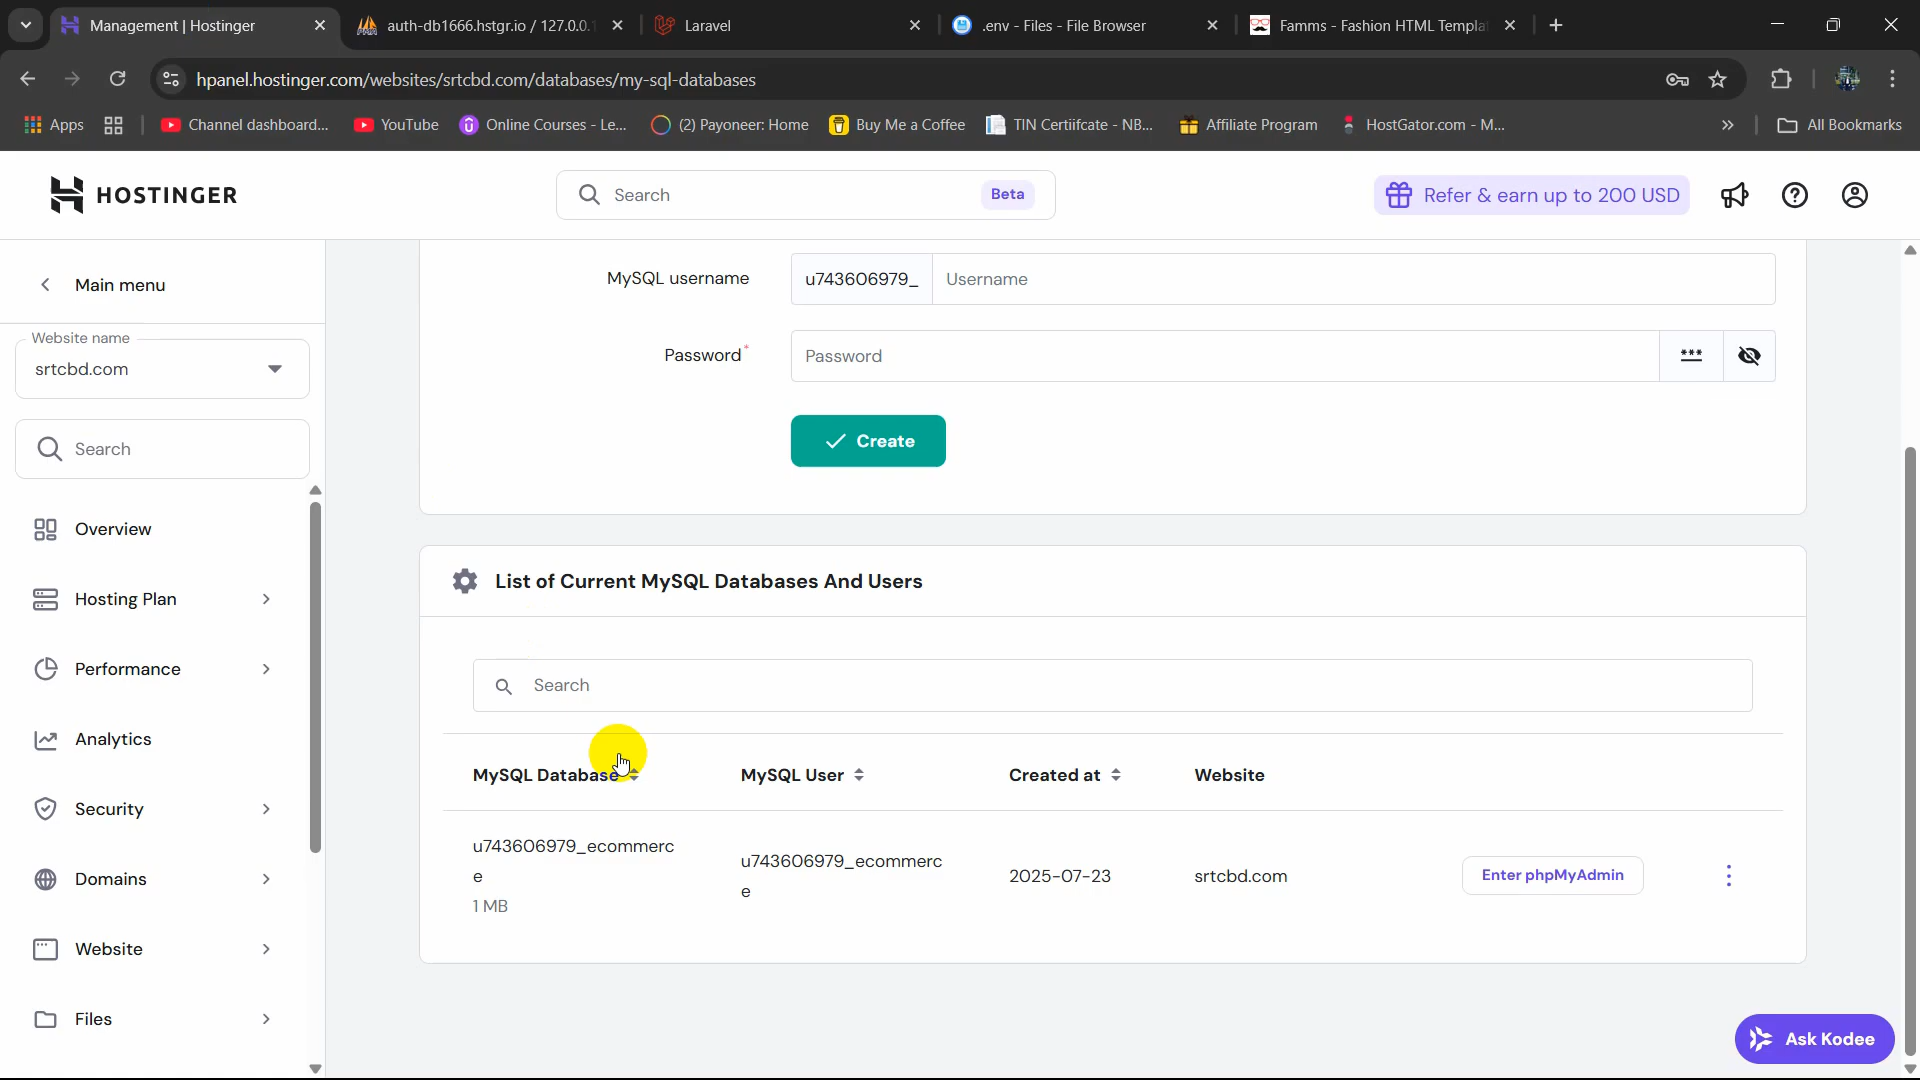 Management | Hostinger
auth-db1666.hstgr.io / 127.0.0.1
Laravel
.env - Files - File Browser
Famms - Fashion HTML Templa
hpanel.hostinger.com/websites/srtcbd.com/databases/my-sql-databases
Apps
Channel dashboard...
YouTube
Online Courses - Le...
(2) Payoneer: Home
Buy Me a Coffee
TIN Certiifcate - NB...
Affiliate Program
HostGator.com - M...
All Bookmarks
HOSTINGER
Search
Beta
Refer & earn up to 200 USD
Main menu
Website name
srtcbd.com
Search
Overview
Hosting Plan
Performance
Analytics
Security
Domains
Website
Files
MySQL username
u743606979_
Username
Password*
Password
***
Create
List of Current MySQL Databases And Users
Search
MySQL Database
MySQL User
Created at
Website
u743606979_ecommerc
e
1 MB
u743606979_ecommerc
e
2025-07-23
srtcbd.com
Enter phpMyAdmin
Ask Kodee